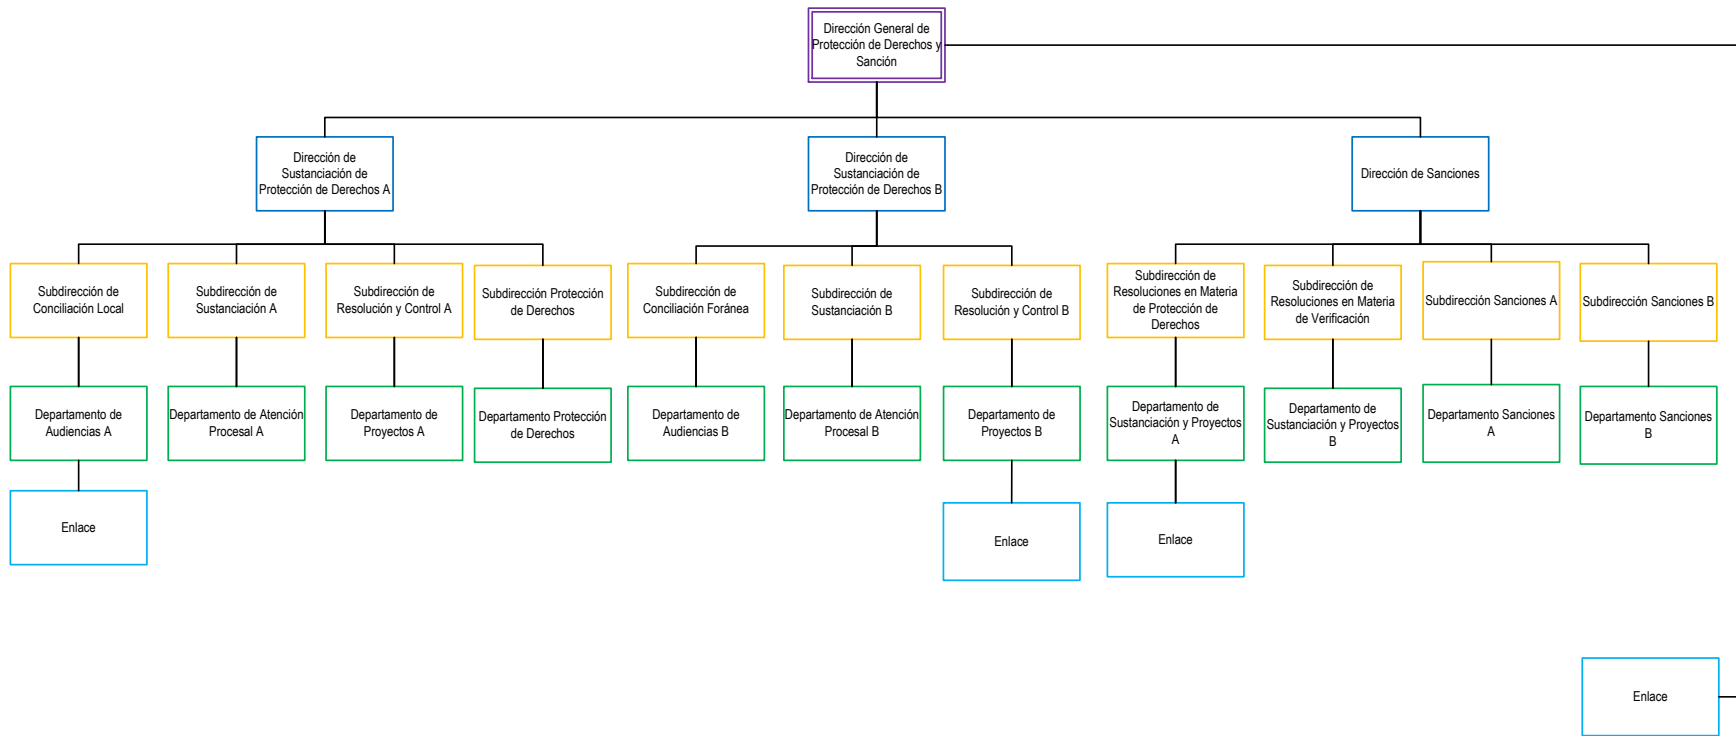 Dirección General de
Protección de Derechos y
Sanción
Dirección de
Sustanciación de
Protección de Derechos A
Dirección de
Sustanciación de
Protección de Derechos B
Dirección de Sanciones
Subdirección de
Conciliación Local
Subdirección de
Sustanciación A
Subdirección de
Resolución y Control A
Subdirección Protección
de Derechos
Subdirección de
Conciliación Foránea
Subdirección de
Sustanciación B
Subdirección de
Resolución y Control B
Subdirección de
Resoluciones en Materia
de Protección de
Derechos
Subdirección de
Resoluciones en Materia
de Verificación
Subdirección Sanciones A
Subdirección Sanciones B
Departamento de
Audiencias A
Departamento de Atención
Procesal A
Departamento de
Proyectos A
Departamento Protección
de Derechos
Departamento de
Audiencias B
Departamento de Atención
Procesal B
Departamento de
Proyectos B
Departamento de
Sustanciación y Proyectos
A
Departamento de
Sustanciación y Proyectos
B
Departamento Sanciones
A
Departamento Sanciones
B
Enlace
Enlace
Enlace
Enlace